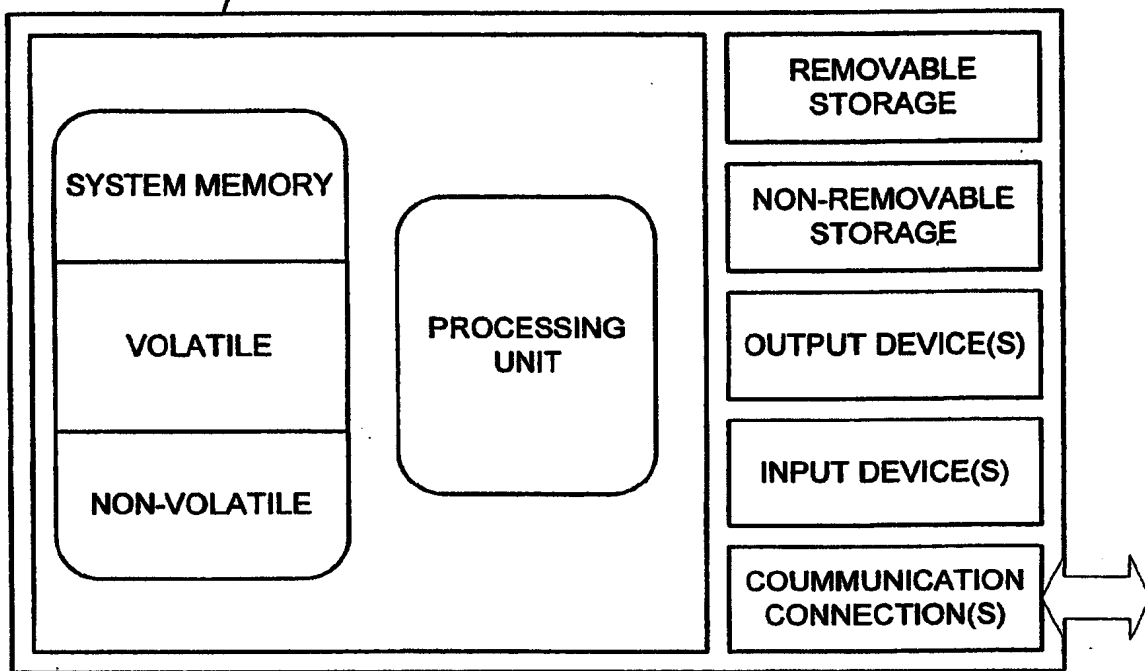 SYSTEM MEMORY
VOLATILE
NON-VOLATILE
PROCESSING
UNIT
REMOVABLE
STORAGE
NON-REMOVABLE
STORAGE
OUTPUT DEVICE(S)
INPUT DEVICE(S)
COUMMUNICATION
CONNECTION(S)